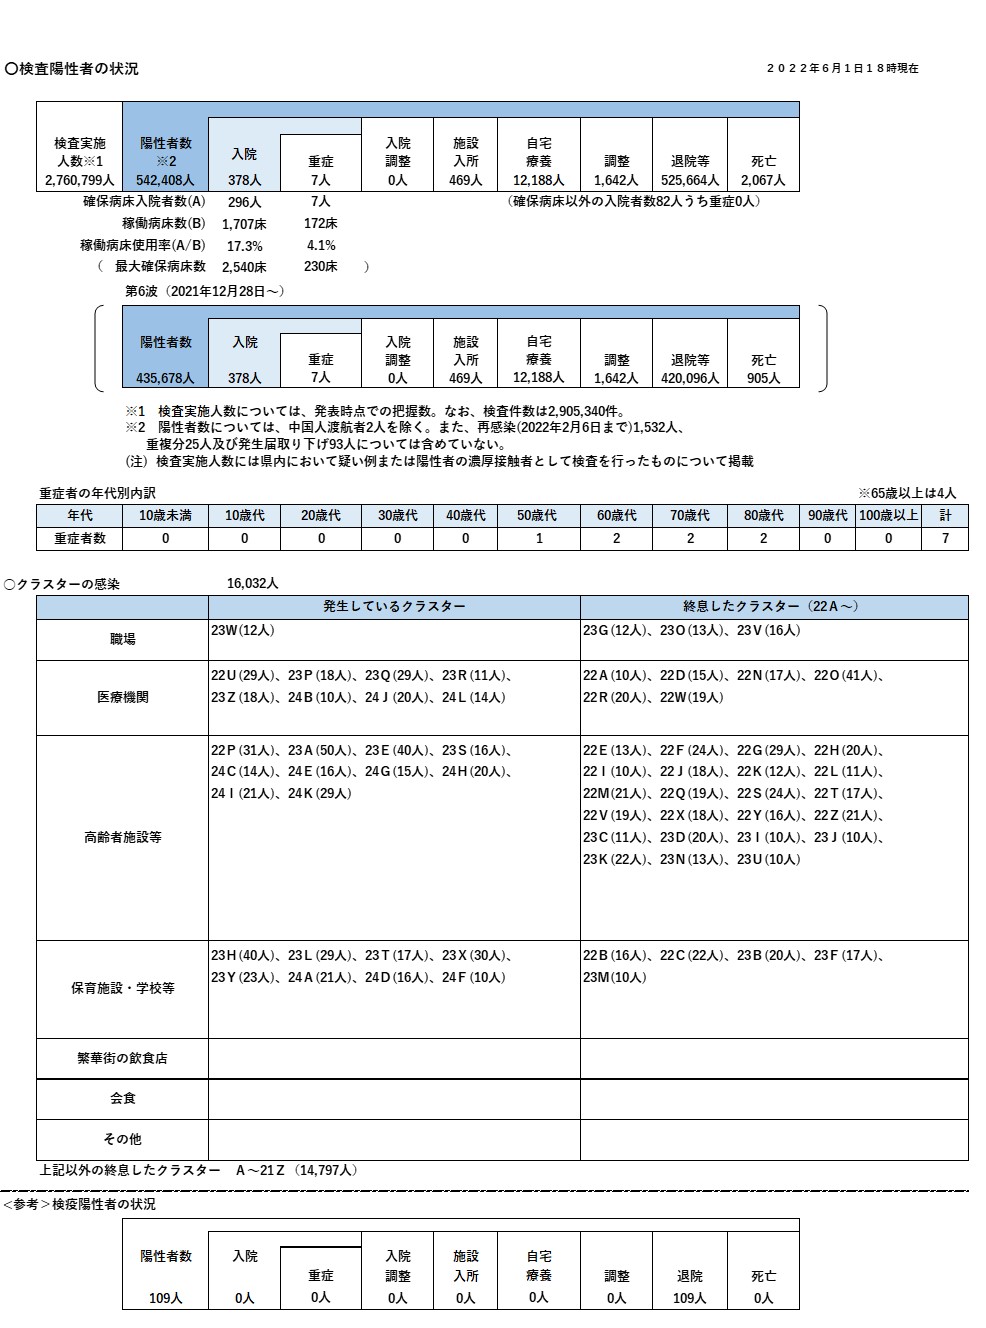 〇検査陽性者の状況
２０２２年６月１日１８時現在
検査実施 陽性者数 入院 入院 施設 自宅
人数※1 ※2 重症 調整 入所 療養 調整 退院等 死亡
2,760,799人 542,408人 378人 7人 0人 469人 12,188人 1,642人 525,664人 2,067人
確保病床入院者数(A) 296人 7人 （確保病床以外の入院者数82人うち重症0人）
稼働病床数(B) 1,707床 172床
稼働病床使用率(A/B) 17.3% 4.1%
（ 最大確保病床数 2,540床 230床 ）
第6波（2021年12月28日～）
陽性者数 入院 入院 施設 自宅
重症 調整 入所 療養 調整 退院等 死亡
435,678人 378人 7人 0人 469人 12,188人 1,642人 420,096人 905人
※1　検査実施人数については、発表時点での把握数。なお、検査件数は2,905,340件。
※2　陽性者数については、中国人渡航者2人を除く。また、再感染(2022年2月6日まで)1,532人、
重複分25人及び発生届取り下げ93人については含めていない。
(注) 検査実施人数には県内において疑い例または陽性者の濃厚接触者として検査を行ったものについて掲載
重症者の年代別内訳 ※65歳以上は4人
年代 10歳未満 10歳代 20歳代 30歳代 40歳代 50歳代 60歳代 70歳代 80歳代 90歳代 100歳以上 計
重症者数 0 0 0 0 0 1 2 2 2 0 0 7
〇クラスターの感染 16,032人
発生しているクラスター 終息したクラスター（22Ａ～）
職場 23W(12人) 23Ｇ(12人)、23Ｏ(13人)、23Ｖ(16人)
医療機関
22Ｕ(29人)、23Ｐ(18人)、23Ｑ(29人)、23Ｒ(11人)、
23Ｚ(18人)、24Ｂ(10人)、24Ｊ(20人)、24Ｌ(14人)
22Ａ(10人)、22Ｄ(15人)、22Ｎ(17人)、22Ｏ(41人)、
22Ｒ(20人)、22W(19人)
高齢者施設等
22Ｐ(31人)、23Ａ(50人)、23Ｅ(40人)、23Ｓ(16人)、
24Ｃ(14人)、24Ｅ(16人)、24Ｇ(15人)、24Ｈ(20人)、
24Ｉ(21人)、24Ｋ(29人)
22Ｅ(13人)、22Ｆ(24人)、22Ｇ(29人)、22Ｈ(20人)、
22Ｉ(10人)、22Ｊ(18人)、22Ｋ(12人)、22Ｌ(11人)、
22Ｍ(21人)、22Ｑ(19人)、22Ｓ(24人)、22Ｔ(17人)、
22Ｖ(19人)、22Ｘ(18人)、22Ｙ(16人)、22Ｚ(21人)、
23Ｃ(11人)、23Ｄ(20人)、23Ｉ(10人)、23Ｊ(10人)、
23Ｋ(22人)、23Ｎ(13人)、23Ｕ(10人)
保育施設・学校等
23Ｈ(40人)、23Ｌ(29人)、23Ｔ(17人)、23Ｘ(30人)、
23Ｙ(23人)、24Ａ(21人)、24Ｄ(16人)、24Ｆ(10人)
22Ｂ(16人)、22Ｃ(22人)、23Ｂ(20人)、23Ｆ(17人)、
23Ｍ(10人)
繁華街の飲食店
会食
その他
上記以外の終息したクラスター　Ａ～21Ｚ（14,797人）
＜参考＞検疫陽性者の状況
陽性者数 入院 入院 施設 自宅
重症 調整 入所 療養 調整 退院 死亡
109人 0人 0人 0人 0人 0人 0人 109人 0人